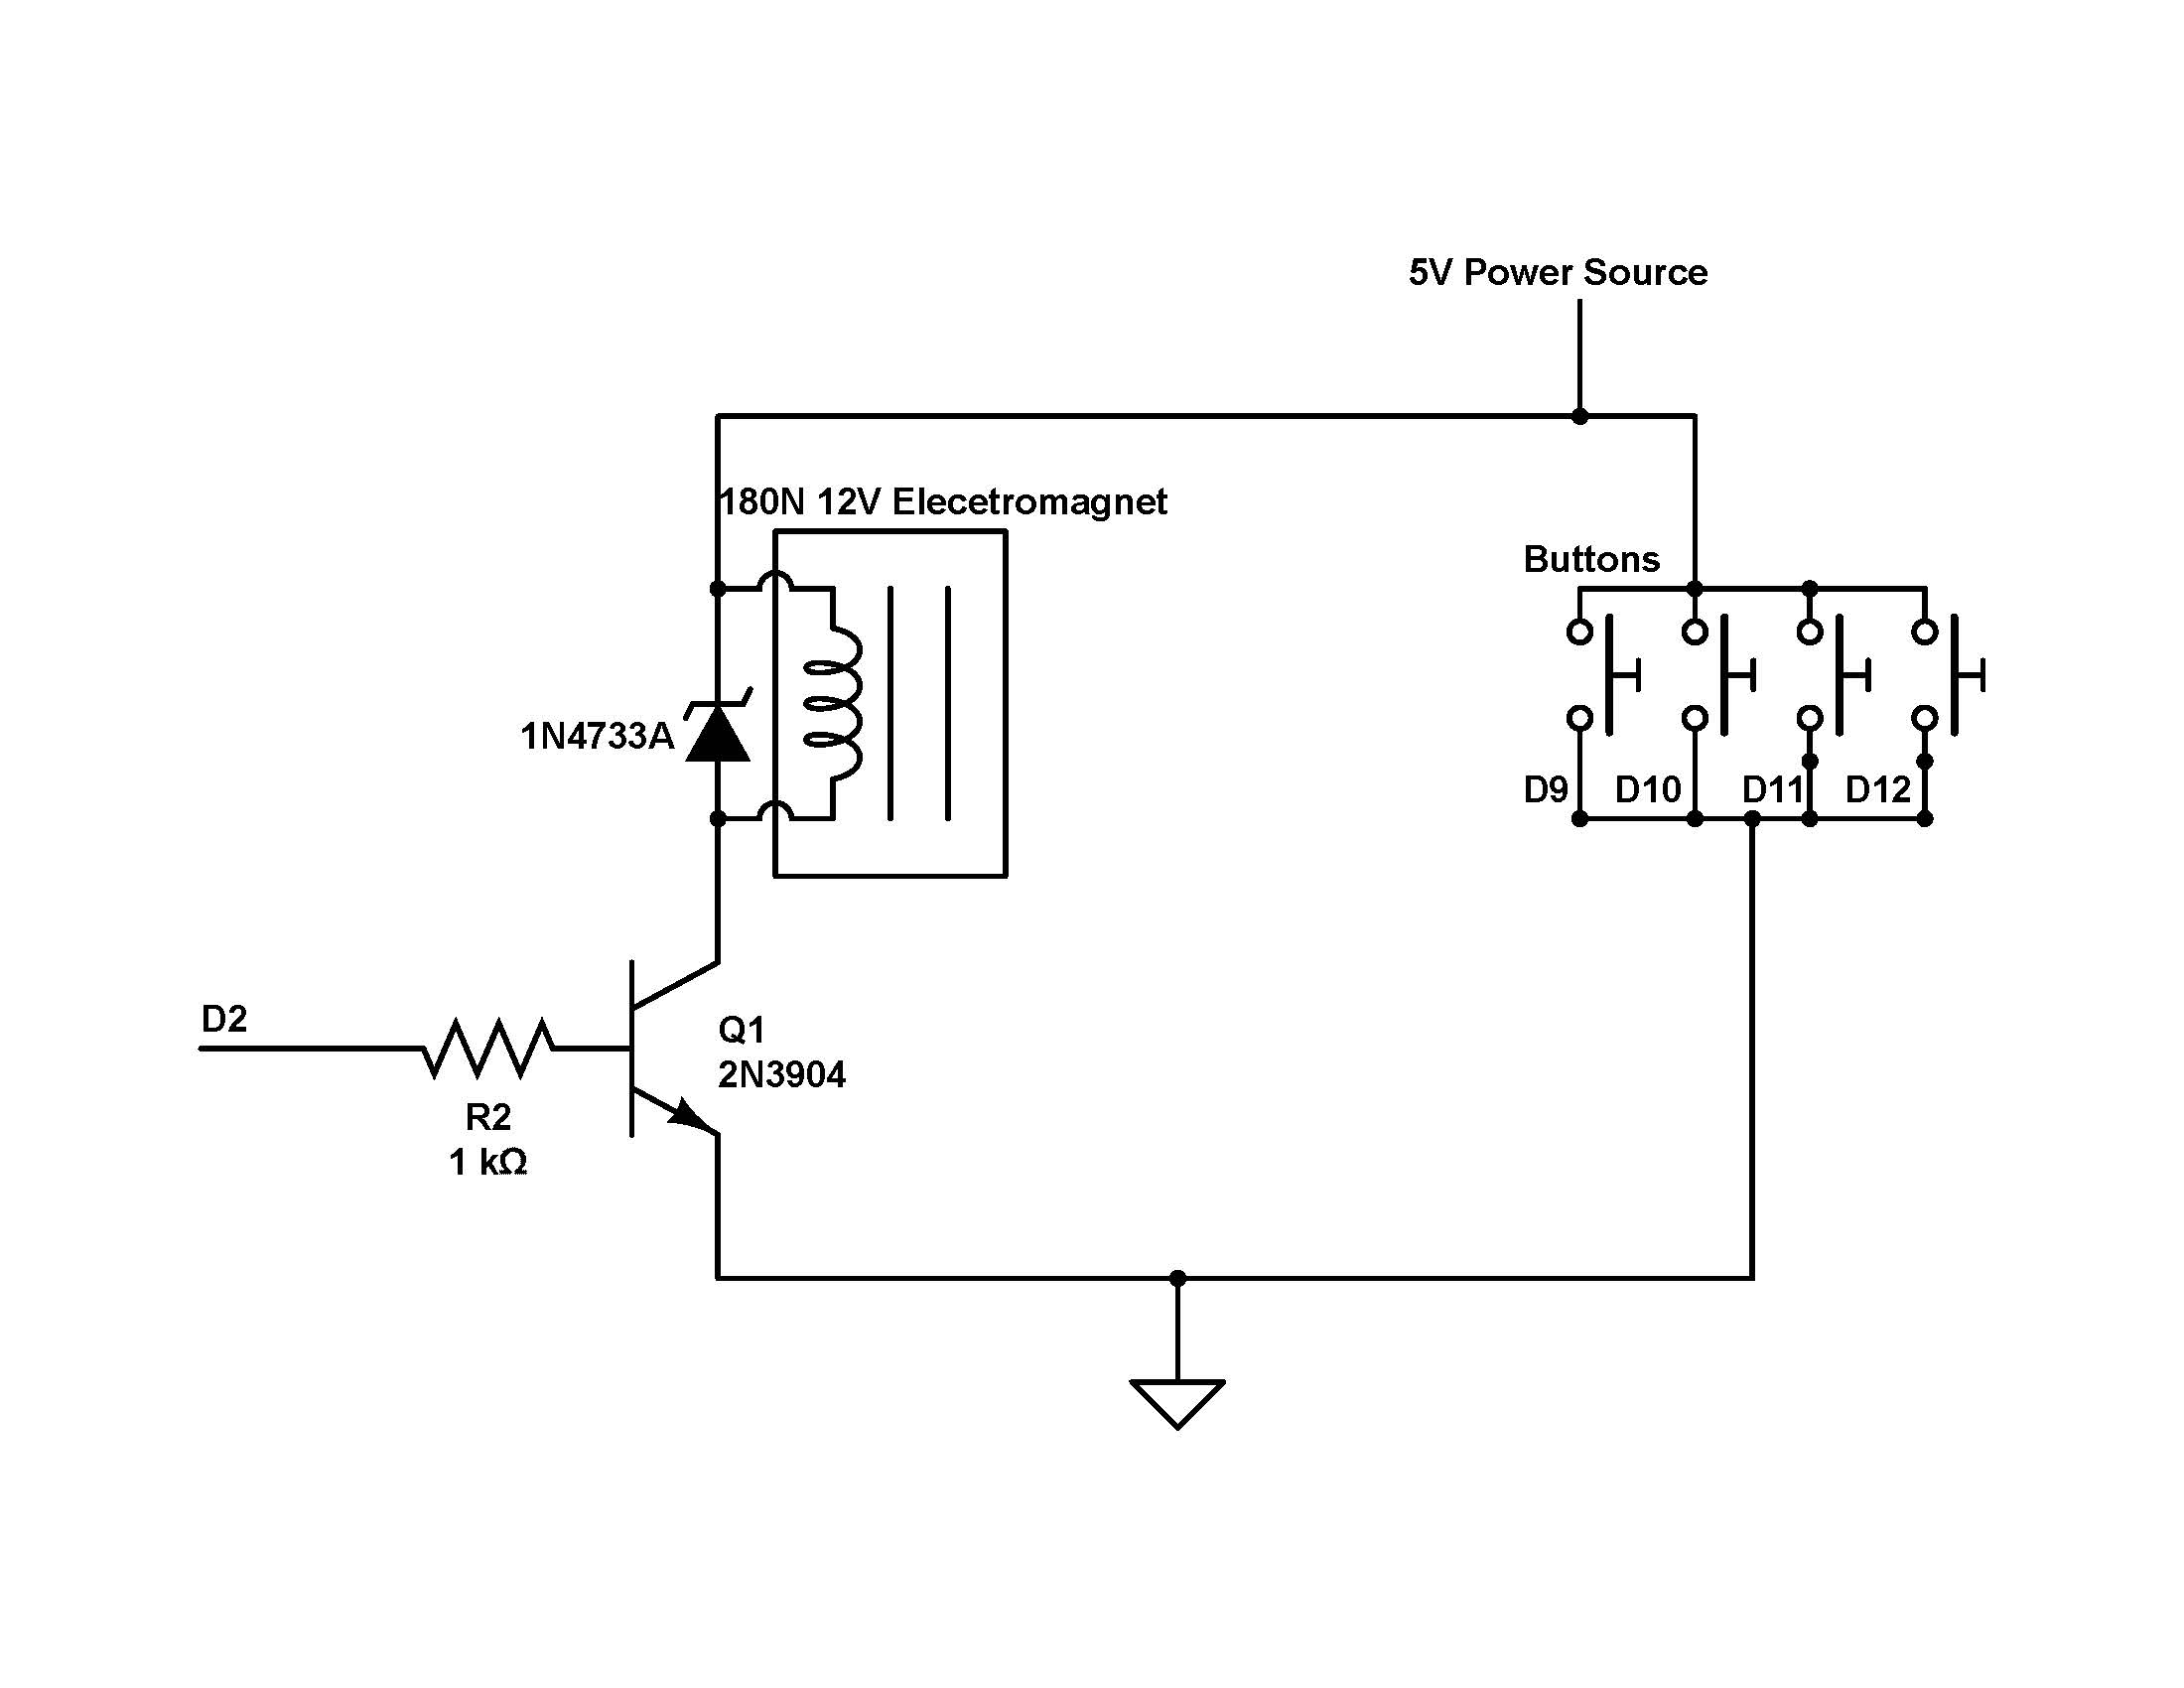 5V Power Source
180N 12V Elecetromagnet
Buttons
1N4733A
D9
D10
D11
D12
D2
Q1
2N3904
R2
1 kΩ